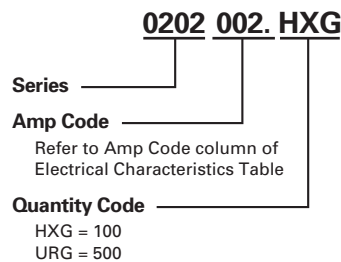 0202 002. HXG
Series
Amp Code
Refer to Amp Code column of
Electrical Characteristics Table
Quantity Code
HXG = 100
URG = 500